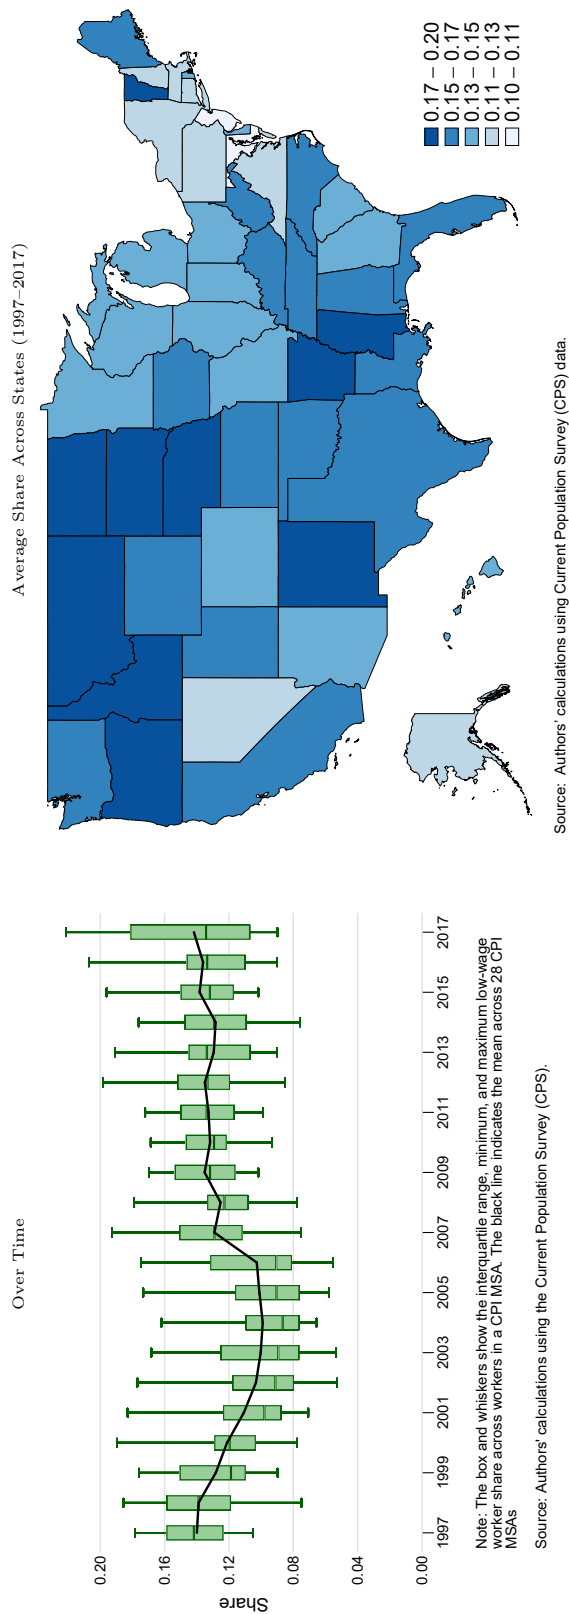 Over Time
Share
0.20
0.16
0.12
0.08
0.04
0.00
1997
1999
2001
2003
2005
2007
2009
2011
2013
2015
2017
Note: The box and whiskers show the interquartile range, minimum, and maximum low-wage
worker share across workers in a CPI MSA. The black line indicates the mean across 28 CPI
MSAs
Source: Authors' calculations using the Current Population Survey (CPS).
Average Share Across States (1997–2017)
0.17 – 0.20
0.15 – 0.17
0.13 – 0.15
0.11 – 0.13
0.10 – 0.11
Source: Authors' calculations using Current Population Survey (CPS) data.